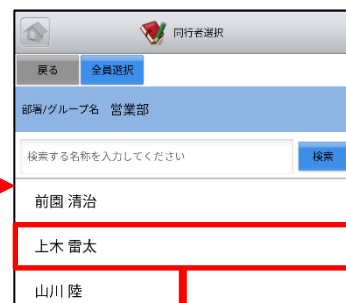 同行者選択
戻る 全員選択
部署/グループ名 営業部
検索する名称を入力してください 検索
前園 清治
上木 雷太
山川 陸